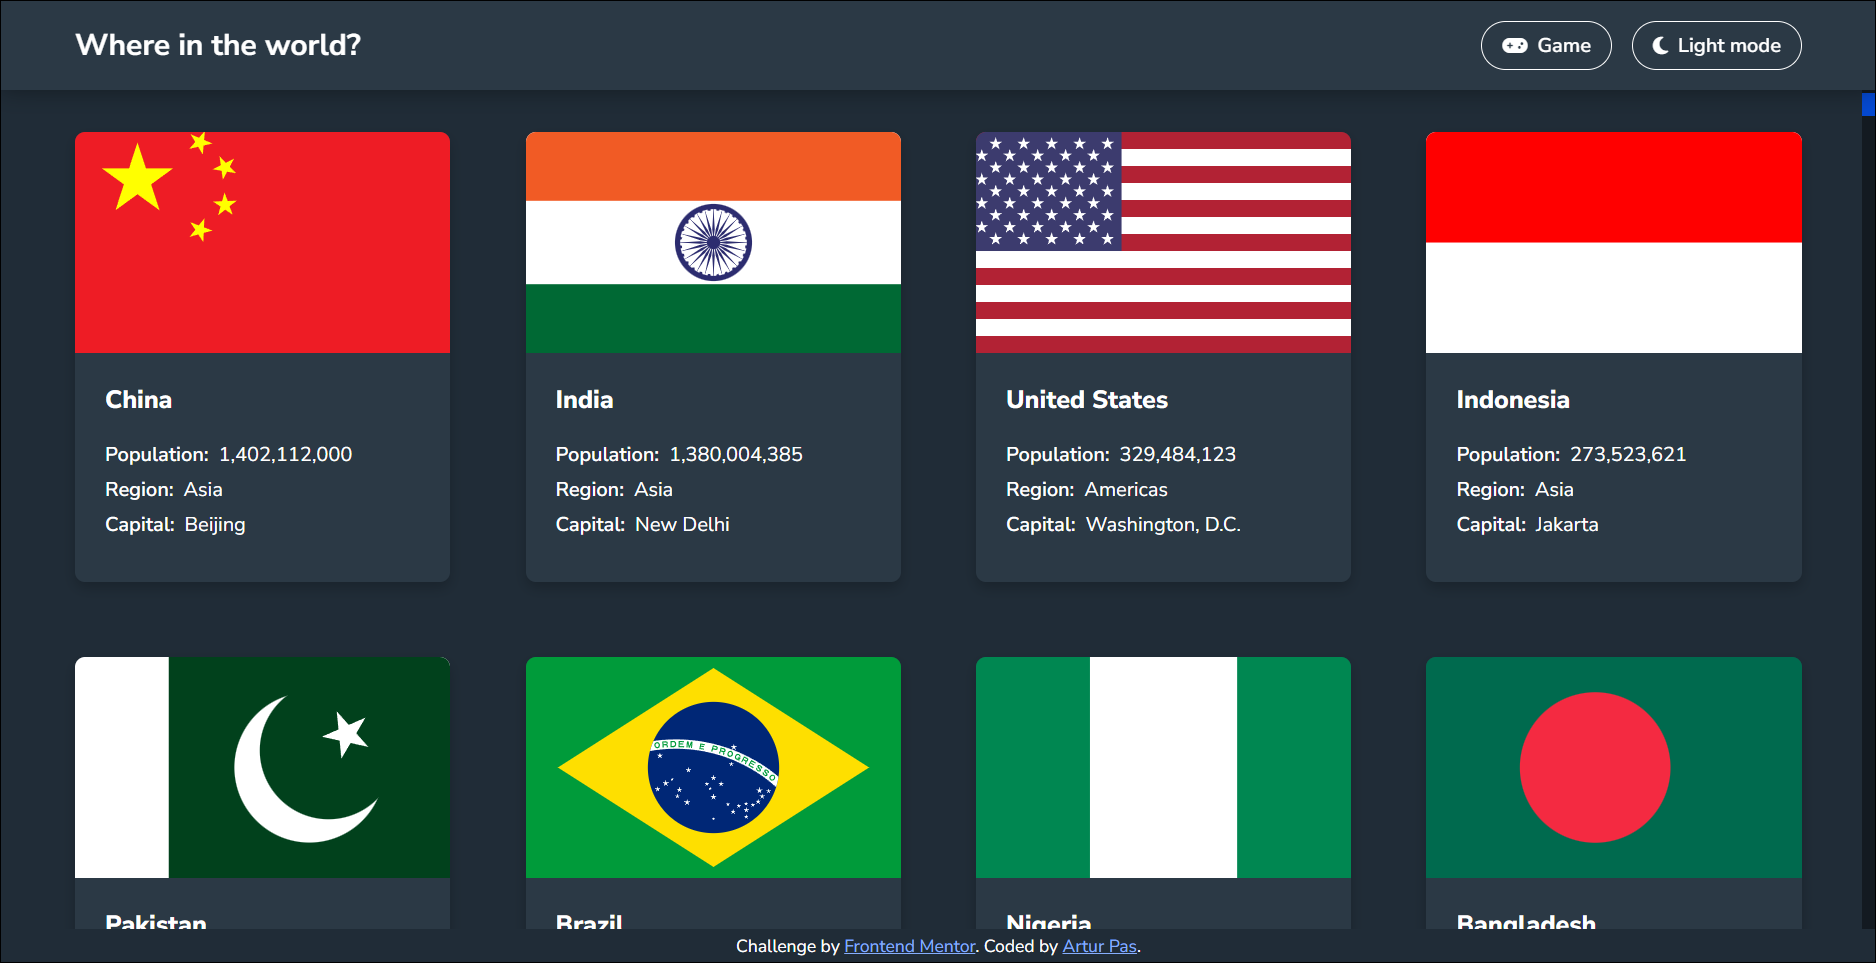 Where in the world?
Game
Light mode
China
Population: 1,402,112,000
Region: Asia
Capital: Beijing
India
Population: 1,380,004,385
Region: Asia
Capital: New Delhi
United States
Population: 329,484,123
Region: Americas
Capital: Washington, D.C.
Indonesia
Population: 273,523,621
Region: Asia
Capital: Jakarta
ORDEM E PROGRESSO
Pakistan
Brazil
Nigeria
Bangladesh
Challenge by Frontend Mentor. Coded by Artur Pas.